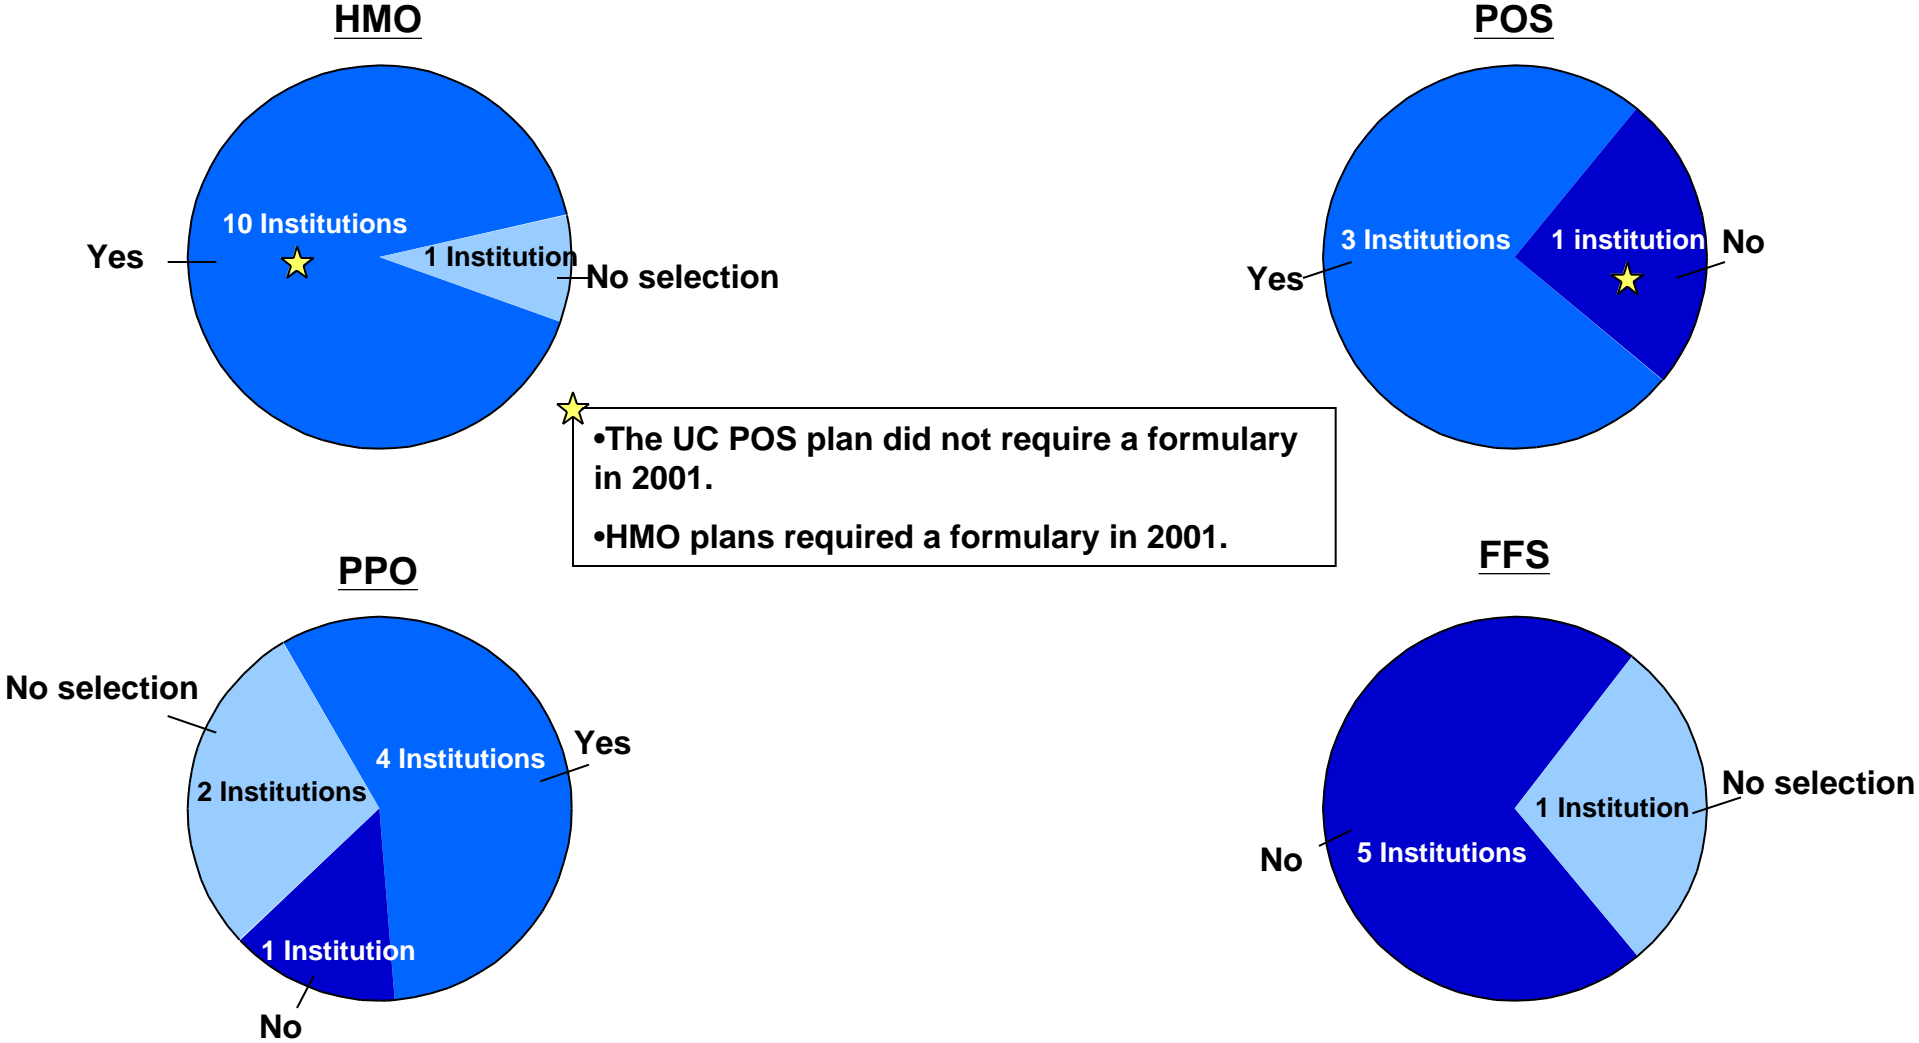 HMO
10 Institutions
1 Institution
Yes
No selection
POS
3 Institutions
1 institution
Yes
No
•The UC POS plan did not require a formulary
in 2001.
•HMO plans required a formulary in 2001.
PPO
No selection
4 Institutions
Yes
2 Institutions
1 Institution
No
FFS
No selection
1 Institution
No
5 Institutions